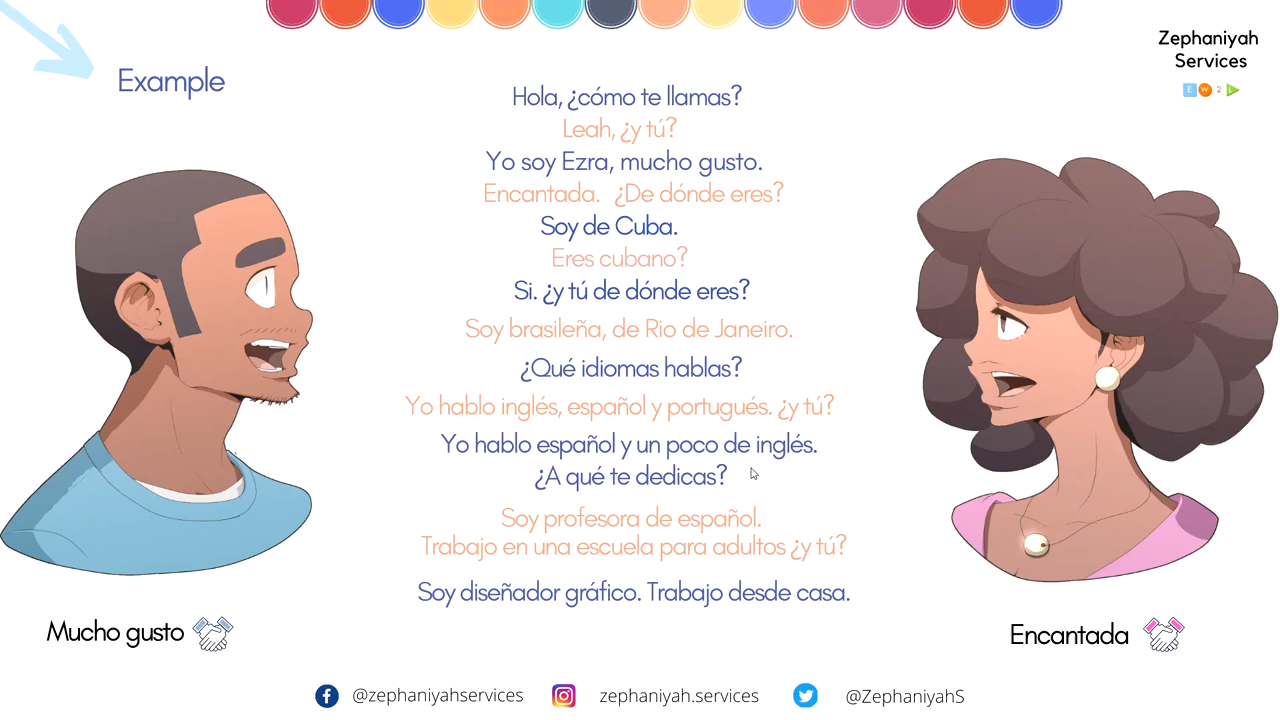 Zephaniyah
Services
E W 2 L
Example
Hola, ¿cómo te llamas?
Leah, ¿y tú?
Yo soy Ezra, mucho gusto.
Encantada. ¿De dónde eres?
Soy de Cuba.
Eres cubano?
Si. ¿y tú de dónde eres?
Soy brasileña, de Rio de Janeiro.
¿Qué idiomas hablas?
Yo hablo inglés, español y portugués. ¿y tú?
Yo hablo español y un poco de inglés.
¿A qué te dedicas?
Soy profesora de español.
Trabajo en una escuela para adultos ¿y tú?
Soy diseñador gráfico. Trabajo desde casa.
Mucho gusto
Encantada
@zephaniyahservices
zephaniyah.services
@ZephaniyahS